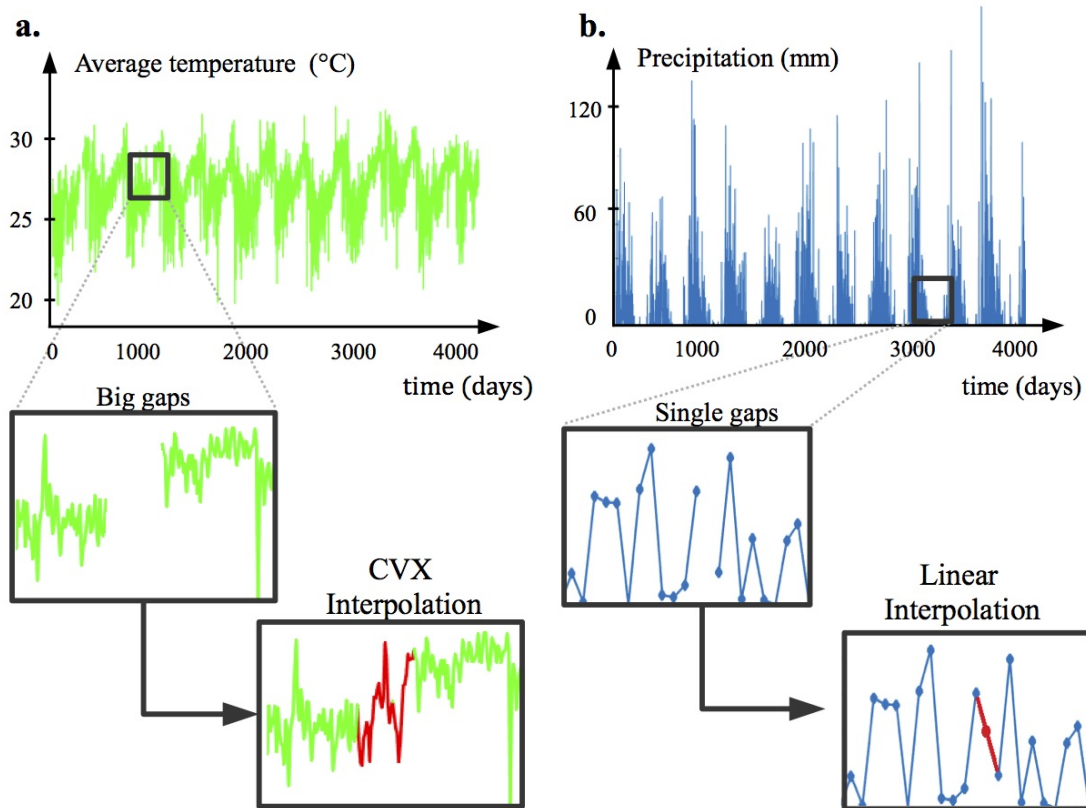 a.
Average temperature (°C)
30
25
20
0 1000 2000 3000 4000
time (days)
Big gaps
CVX
Interpolation
b.
Precipitation (mm)
120
60
0
0 1000 2000 3000 4000
time (days)
Single gaps
Linear
Interpolation